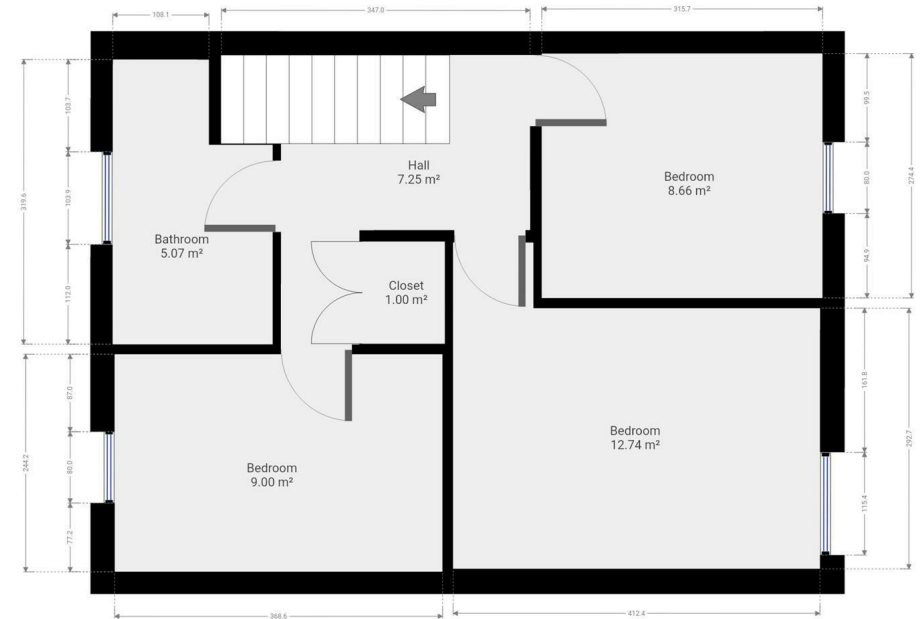 108.1
347.0
315.7
319.6
103.7
103.9
112.0
Hall
7.25 m²
Bedroom
8.66 m²
99.5
80.0
94.9
274.4
Bathroom
5.07 m²
Closet
1.00 m²
244.2
87.0
80.0
77.2
Bedroom
9.00 m²
Bedroom
12.74 m²
161.8
115.4
292.7
368.6
412.4